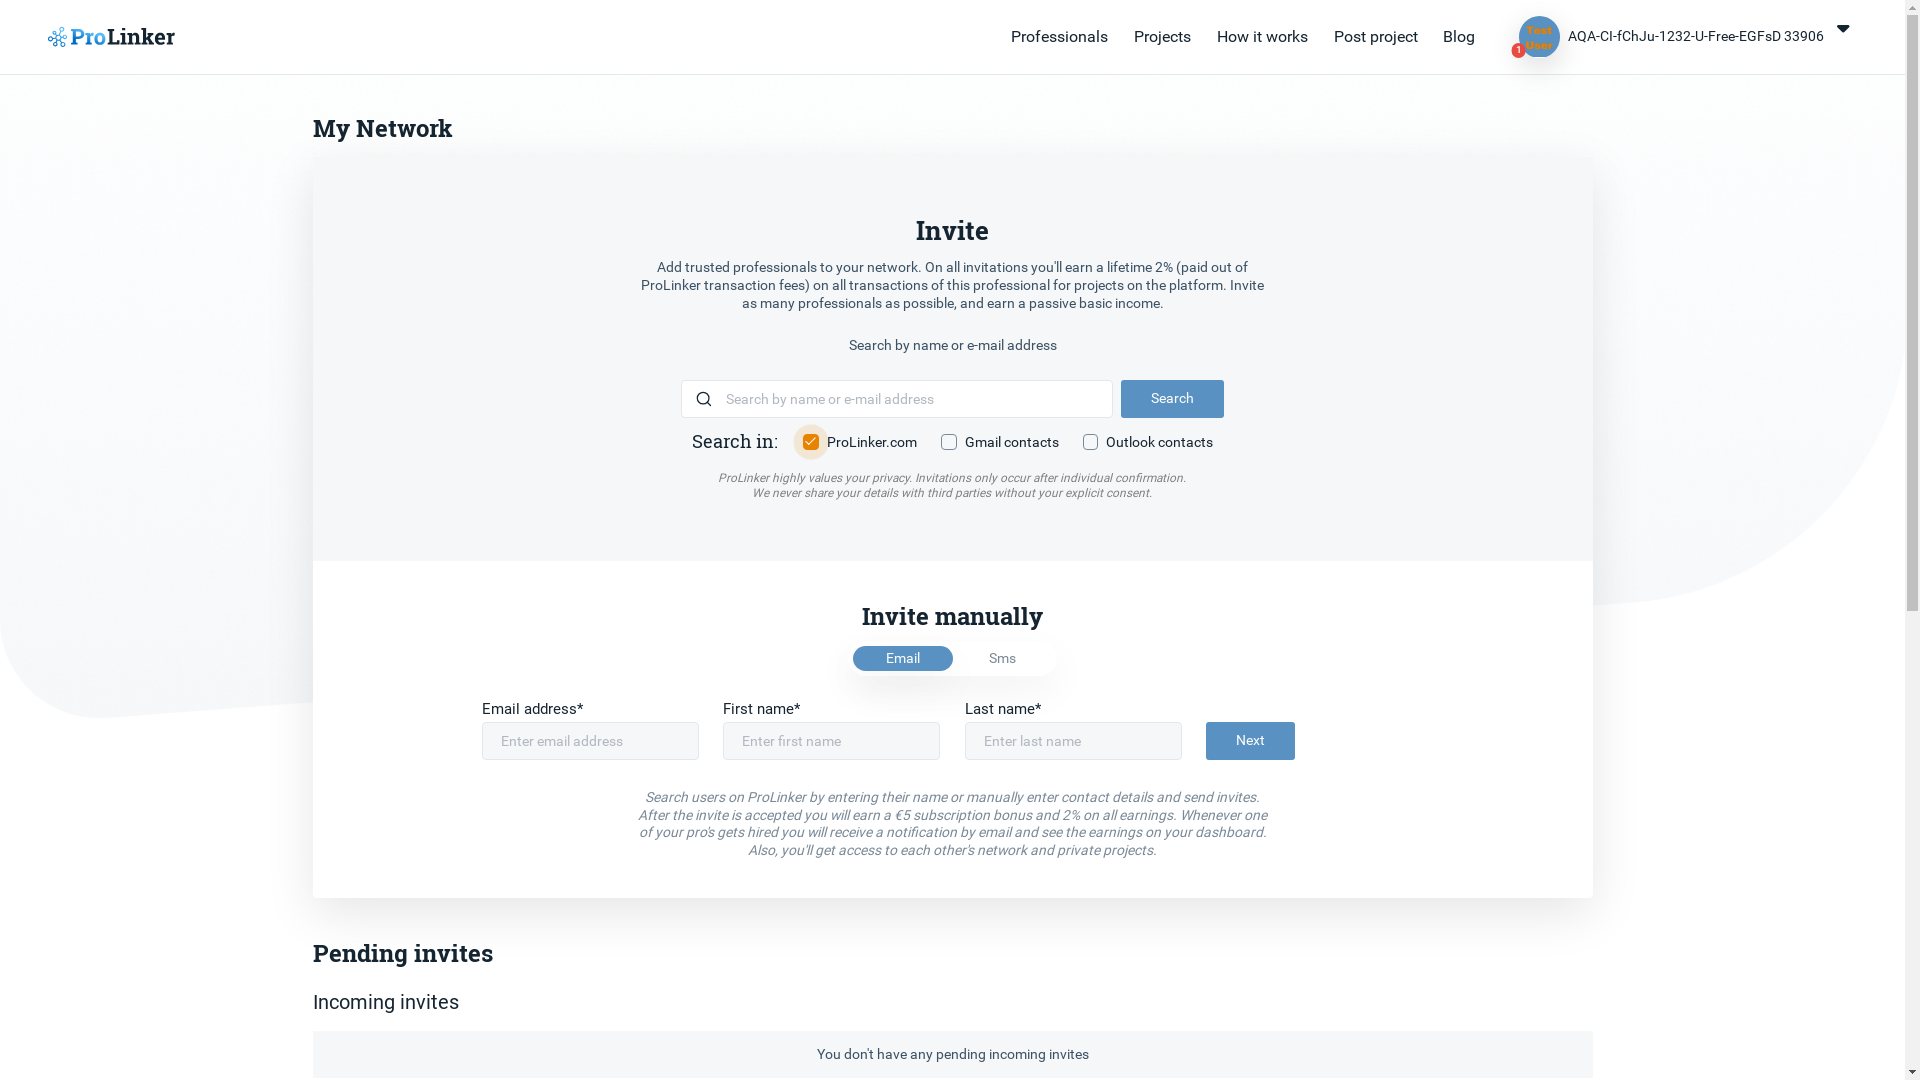 ProLinker
Professionals
Projects
How it works
Post project
Blog
Test
User
1
AQA-CI-fChJu-1232-U-Free-EGFsD 33906
My Network
Invite
Add trusted professionals to your network. On all invitations you'll earn a lifetime 2% (paid out of
ProLinker transaction fees) on all transactions of this professional for projects on the platform. Invite
as many professionals as possible, and earn a passive basic income.
Search by name or e-mail address
Search by name or e-mail address
Search
Search in:
ProLinker.com
Gmail contacts
Outlook contacts
ProLinker highly values your privacy. Invitations only occur after individual confirmation.
We never share your details with third parties without your explicit consent.
Invite manually
Email
Sms
Email address*
First name*
Last name*
Enter email address
Enter first name
Enter last name
Next
Search users on ProLinker by entering their name or manually enter contact details and send invites.
After the invite is accepted you will earn a €5 subscription bonus and 2% on all earnings. Whenever one
of your pro's gets hired you will receive a notification by email and see the earnings on your dashboard.
Also, you'll get access to each other's network and private projects.
Pending invites
Incoming invites
You don't have any pending incoming invites